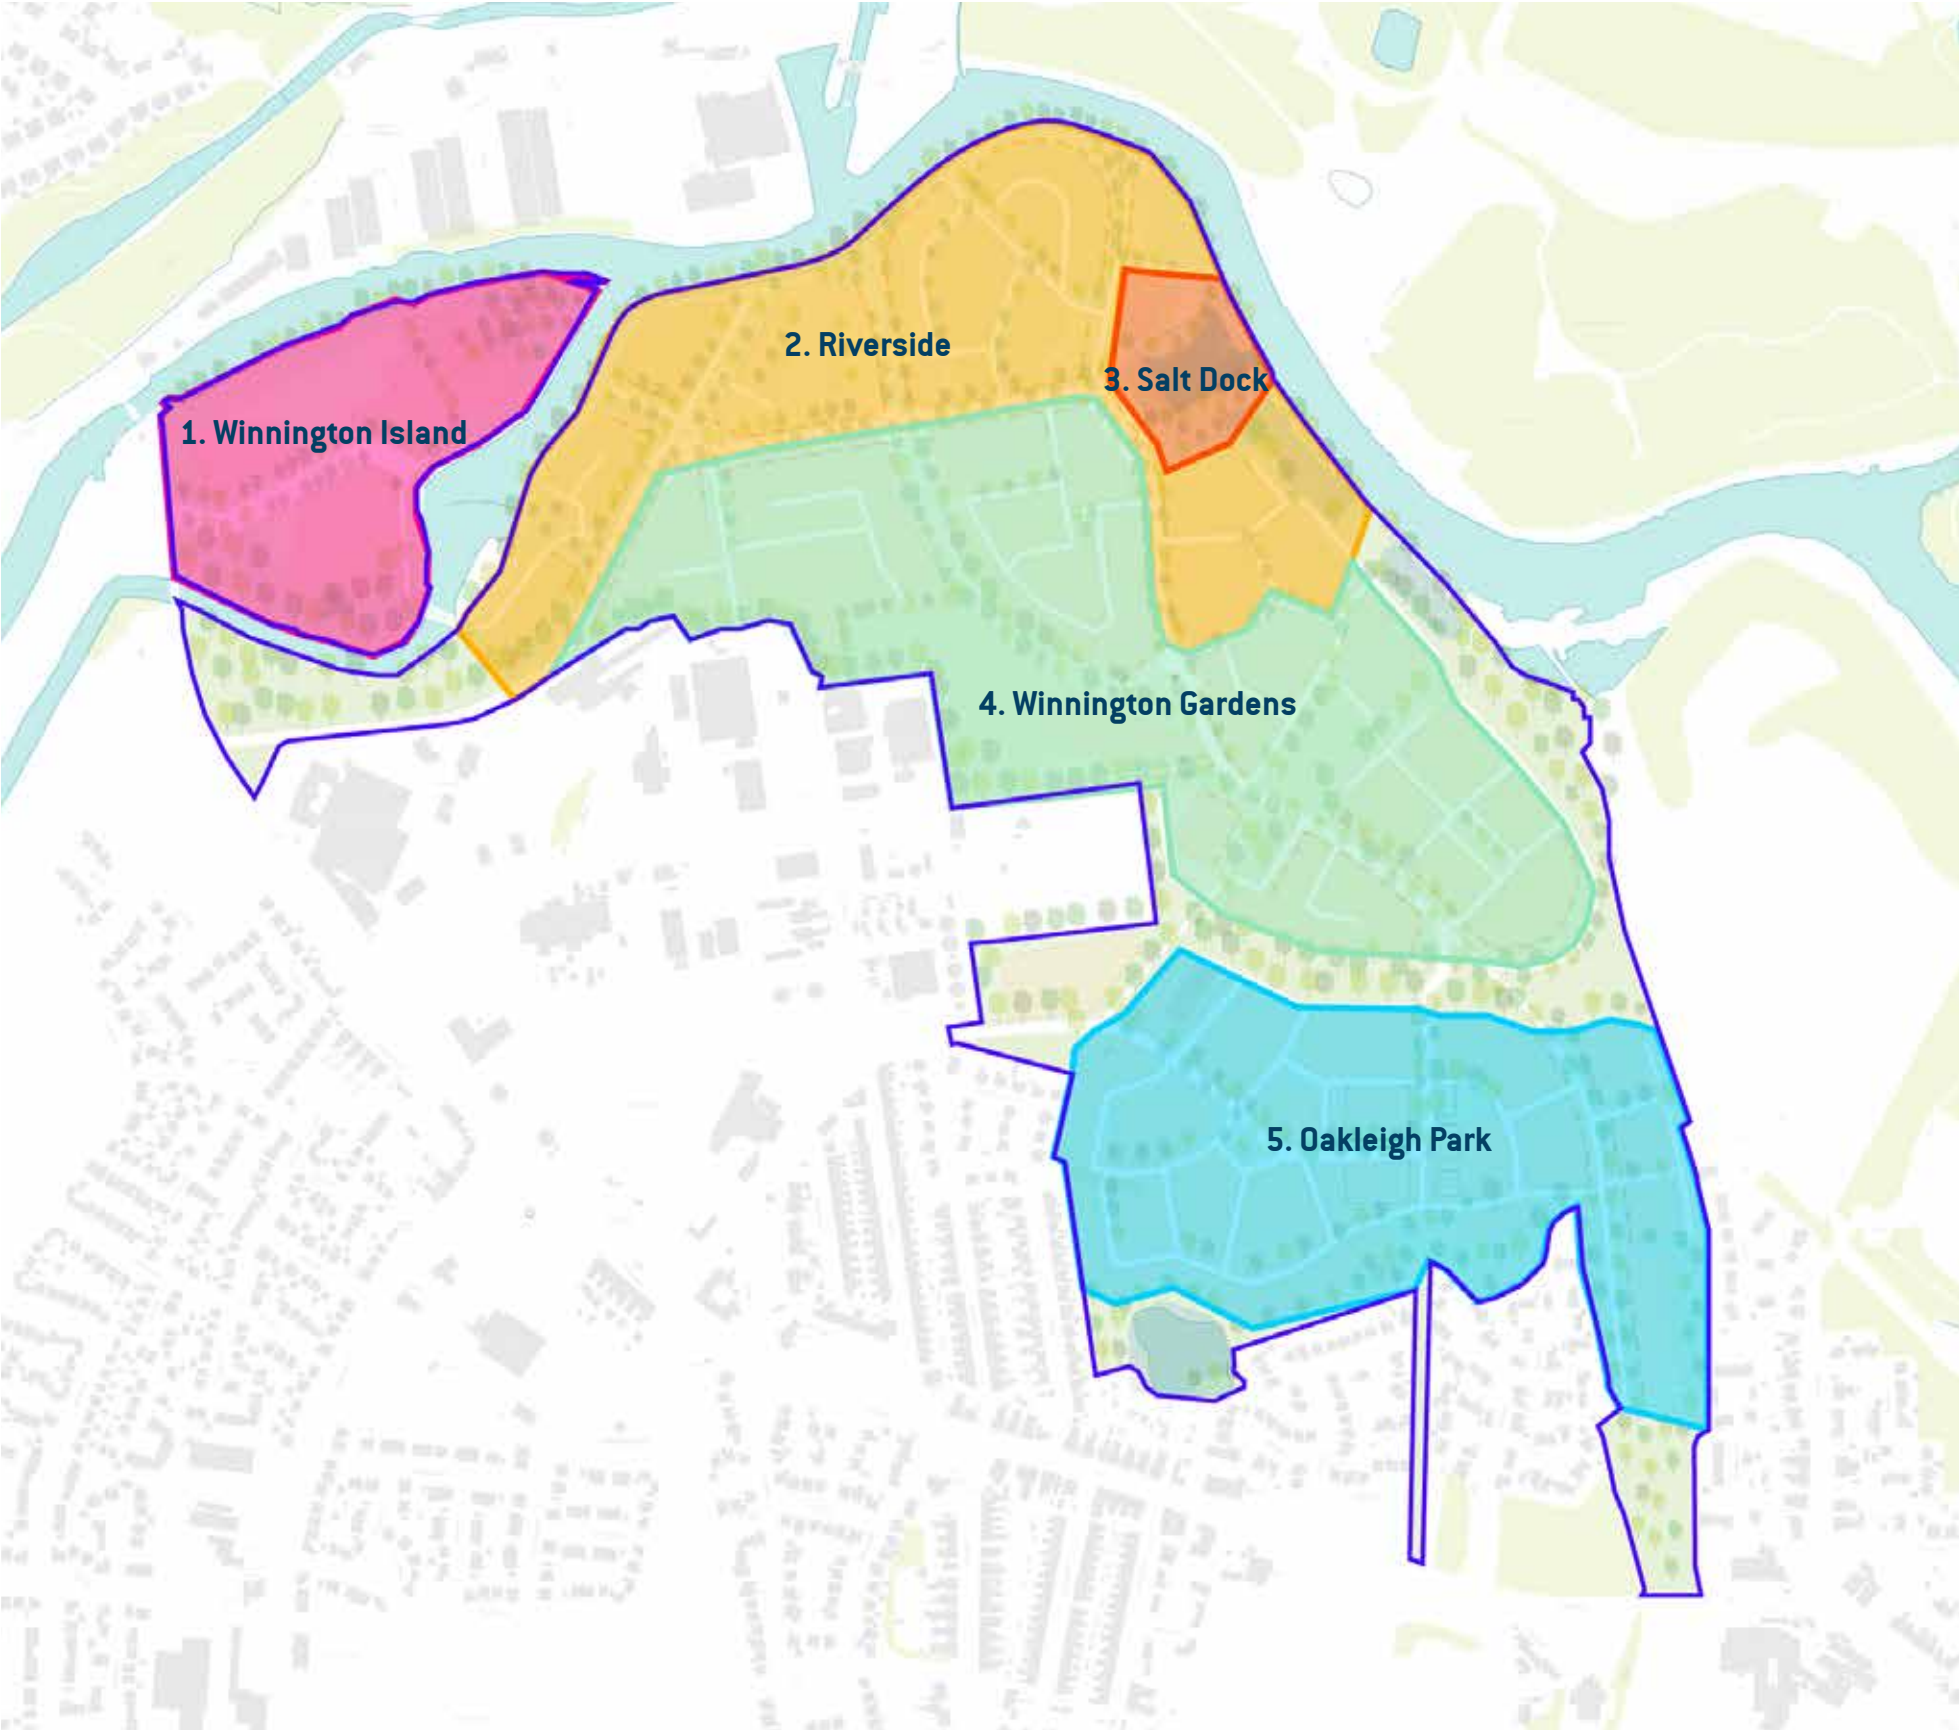 2. Riverside
3. Salt Dock
1. Winnington Island
4. Winnington Gardens
5. Oakleigh Park